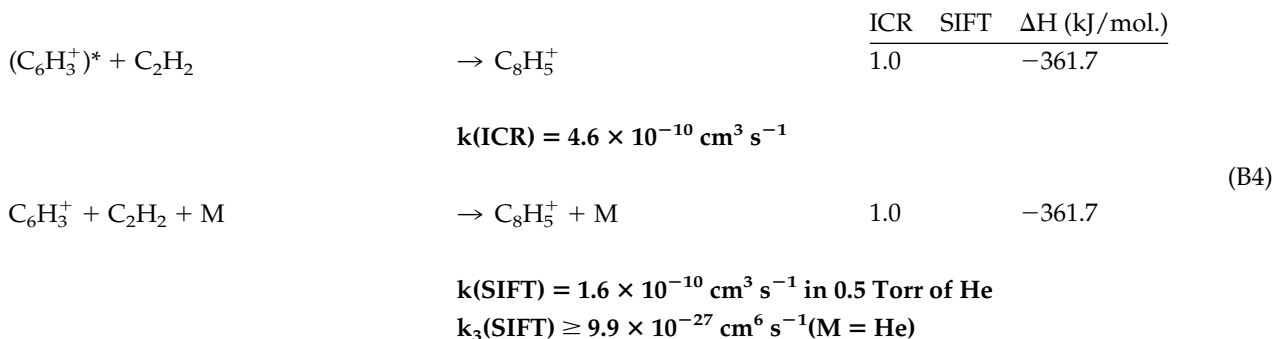 ICR SIFT ΔH (kJ/mol.)
(C₆H₃⁺)* + C₂H₂ → C₈H₅⁺ 1.0 −361.7
k(ICR) = 4.6 × 10⁻¹⁰ cm³ s⁻¹
(B4)
C₆H₃⁺ + C₂H₂ + M → C₈H₅⁺ + M 1.0 −361.7
k(SIFT) = 1.6 × 10⁻¹⁰ cm³ s⁻¹ in 0.5 Torr of He
k₃(SIFT) ≥ 9.9 × 10⁻²⁷ cm⁶ s⁻¹(M = He)